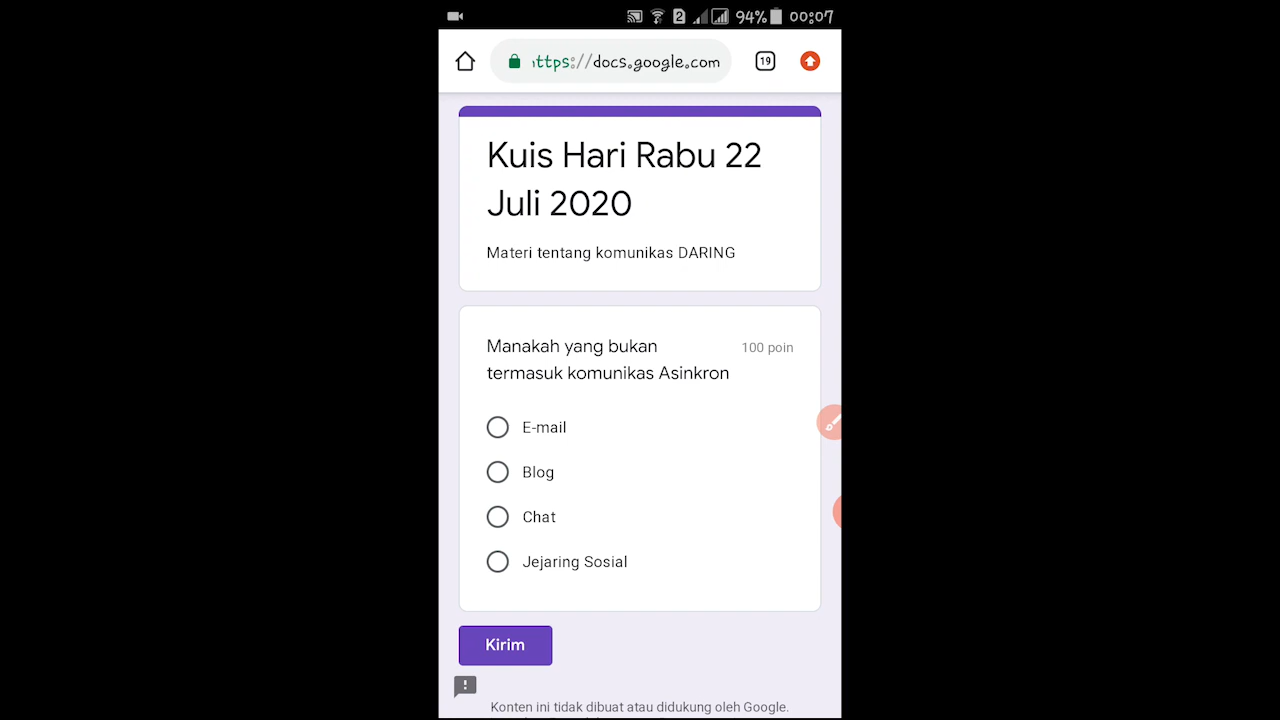 2 94% 00:07
https://docs.google.com 19
Kuis Hari Rabu 22
Juli 2020
Materi tentang komunikas DARING
Manakah yang bukan 100 poin
termasuk komunikas Asinkron
E-mail
Blog
Chat
Jejaring Sosial
Kirim
Konten ini tidak dibuat atau didukung oleh Google.